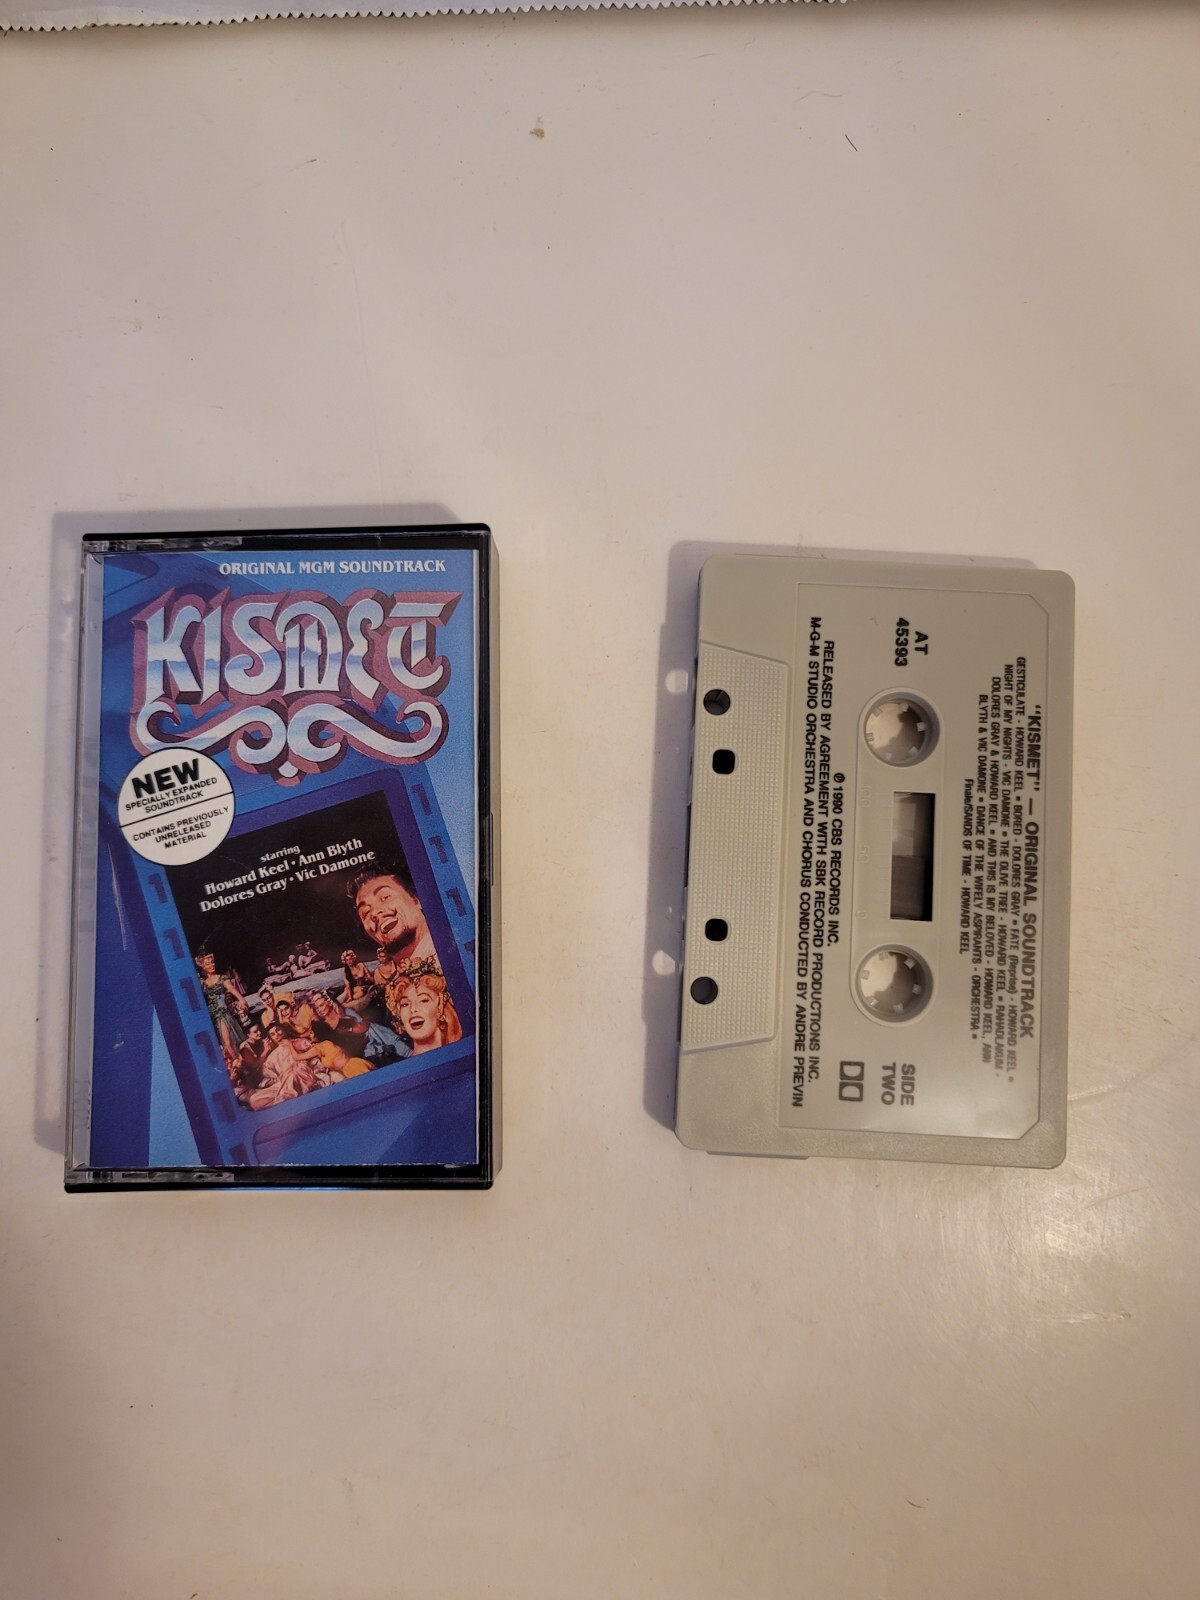 ORIGINAL MGM SOUNDTRACK
KISMET
NEW
SPECIALLY EXPANDED
SOUNDTRACK
CONTAINS PREVIOUSLY
UNRELEASED
MATERIAL
starring
Howard Keel • Ann Blyth
Dolores Gray • Vic Damone
"KISMET" — ORIGINAL SOUNDTRACK
GESTICULATE - HOWARD KEEL • BORED - DOLORES GRAY • FATE (Reprise) - HOWARD KEEL •
NIGHT OF MY NIGHTS - VIC DAMONE • THE OLIVE TREE - HOWARD KEEL • RAHADLAKUM -
DOLORES GRAY & HOWARD KEEL • AND THIS IS MY BELOVED - HOWARD KEEL, ANN
BLYTH & VIC DAMONE • DANCE OF THE WIFELY ASPIRANTS - ORCHESTRA •
Finale/SANDS OF TIME - HOWARD KEEL
AT
45393
SIDE
TWO
℗ 1990 CBS RECORDS INC.
RELEASED BY AGREEMENT WITH SBK RECORD PRODUCTIONS INC.
M-G-M STUDIO ORCHESTRA AND CHORUS CONDUCTED BY ANDRE PREVIN